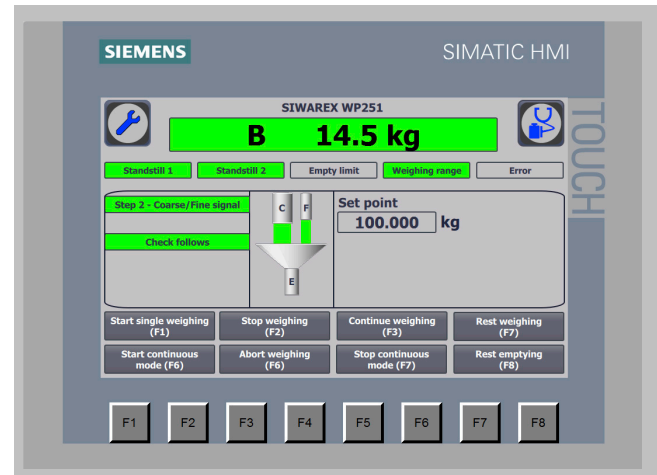 SIEMENS
SIMATIC HMI
TOUCH
SIWAREX WP251
B 14.5 kg
Standstill 1
Standstill 2
Empty limit
Weighing range
Error
Step 2 - Coarse/Fine signal
Check follows
C F
E
Set point
100.000 kg
Start single weighing
(F1)
Stop weighing
(F2)
Continue weighing
(F3)
Rest weighing
(F7)
Start continuous
mode (F6)
Abort weighing
(F6)
Stop continuous
mode (F7)
Rest emptying
(F8)
F1 F2 F3 F4 F5 F6 F7 F8